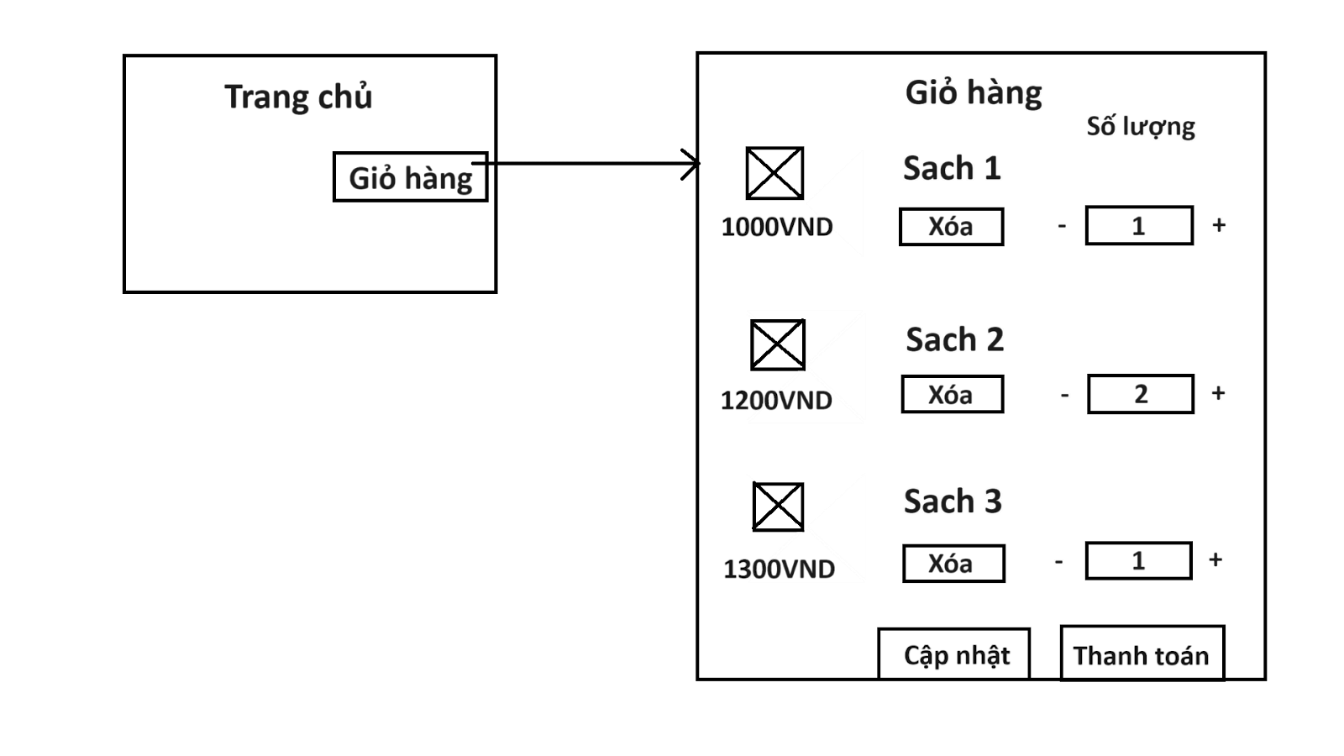 Trang chủ
Giỏ hàng
Giỏ hàng
Số lượng
Sach 1
1000VND
Xóa
- 1 +
Sach 2
1200VND
Xóa
- 2 +
Sach 3
1300VND
Xóa
- 1 +
Cập nhật
Thanh toán